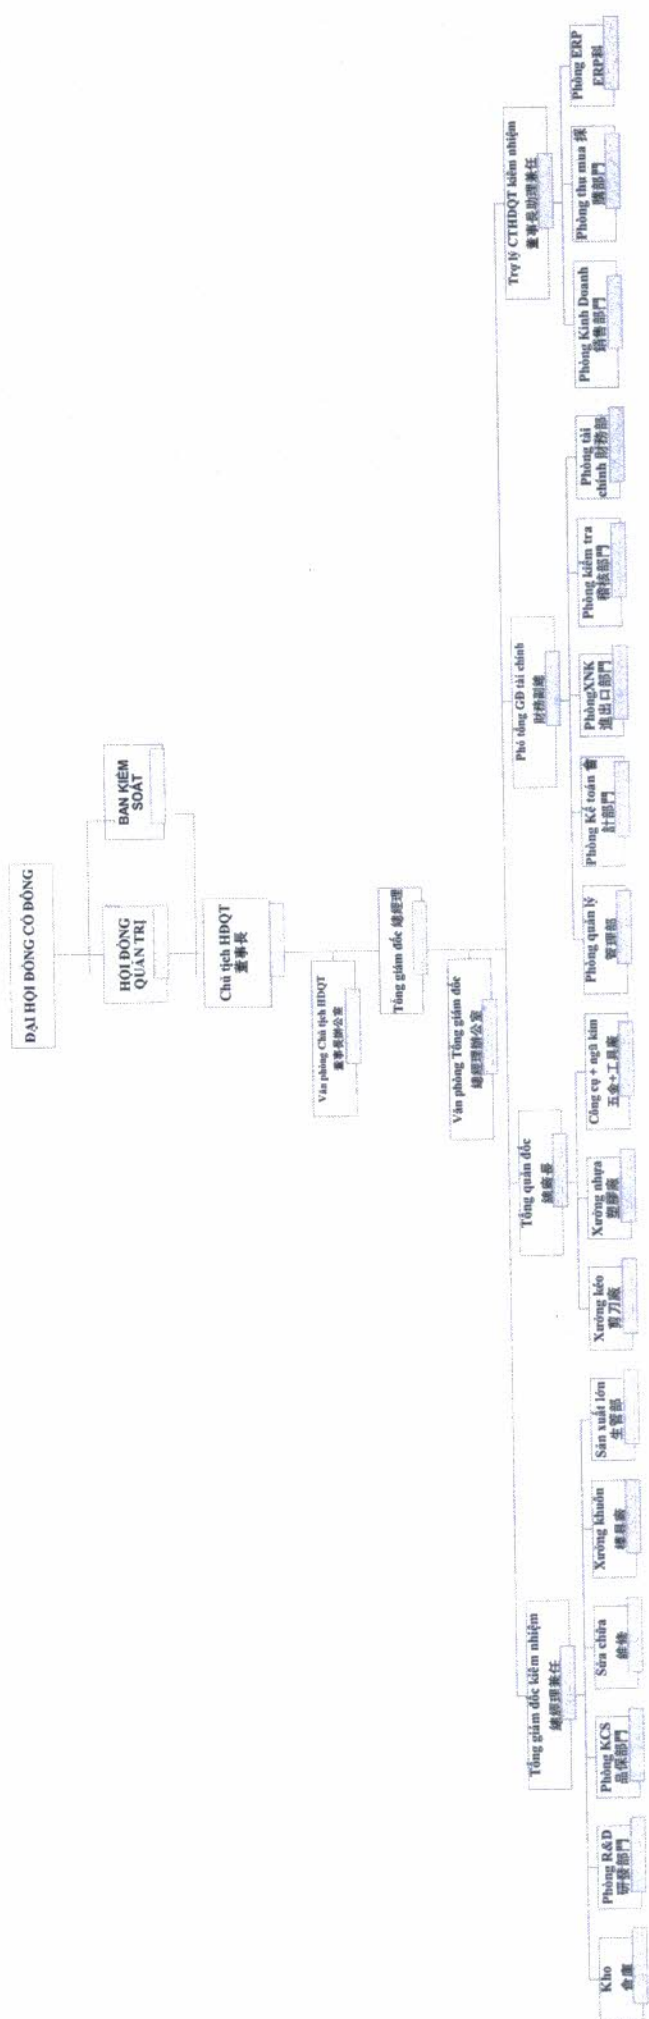 ĐẠI HỘI ĐỒNG CỔ ĐÔNG
HỘI ĐỒNG
QUẢN TRỊ
BAN KIỂM
SOÁT
Chủ tịch HĐQT
董事長
Văn phòng Chủ tịch HĐQT
董事長辦公室
Tổng giám đốc 總經理
Văn phòng Tổng giám đốc
總經理辦公室
Tổng giám đốc kiêm nhiệm
總經理兼任
Tổng quản đốc
總廠長
Phó tổng GĐ tài chính
財務副總
Trợ lý CTHĐQT kiêm nhiệm
董事長助理兼任
Kho
倉庫
Phòng R&D
研發部門
Phòng KCS
品保部門
Sửa chữa
維修
Xưởng khuôn
模具廠
Sản xuất lớn
生管部
Xưởng kéo
剪刀廠
Xưởng nhựa
塑膠廠
Công cụ + ngũ kim
五金+工具廠
Phòng quản lý
管理部
Phòng Kế toán 會
計部門
PhòngXNK
進出口部門
Phòng kiểm tra
稽核部門
Phòng tài
chính 財務部
Phòng Kinh Doanh
銷售部門
Phòng thu mua 採
購部門
Phòng ERP
ERP科